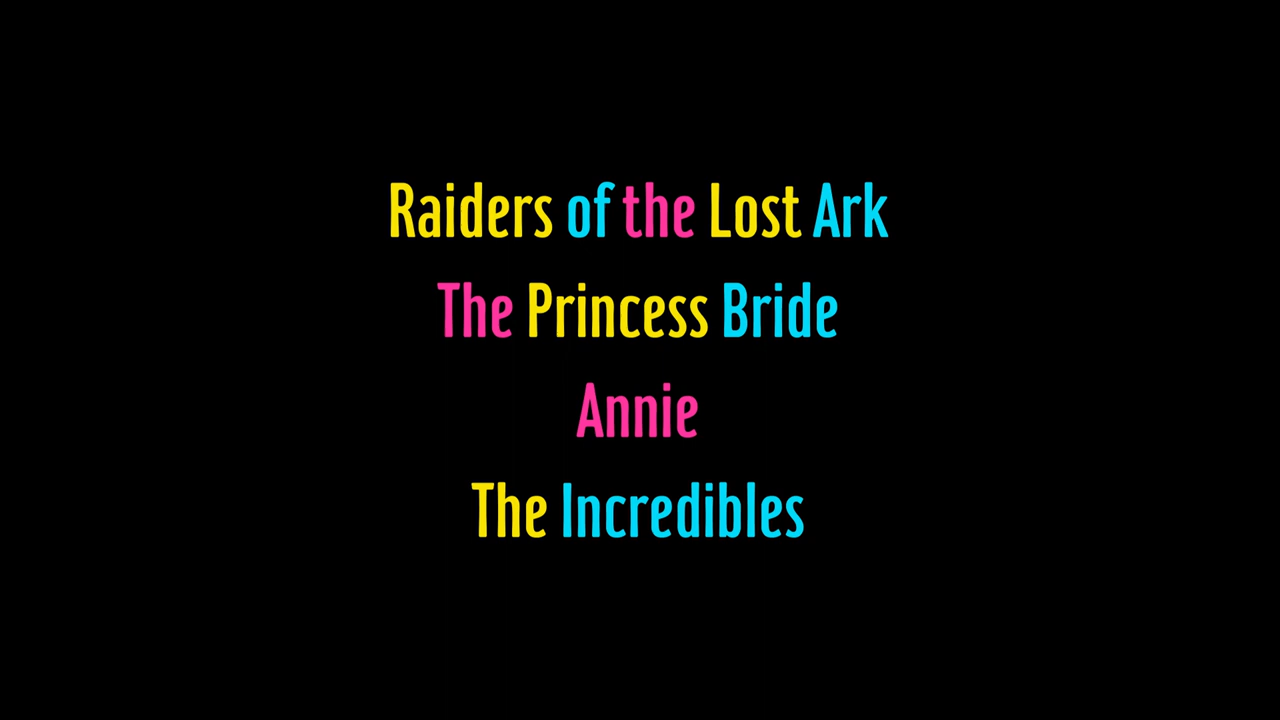 Raiders of the Lost Ark
The Princess Bride
Annie
The Incredibles